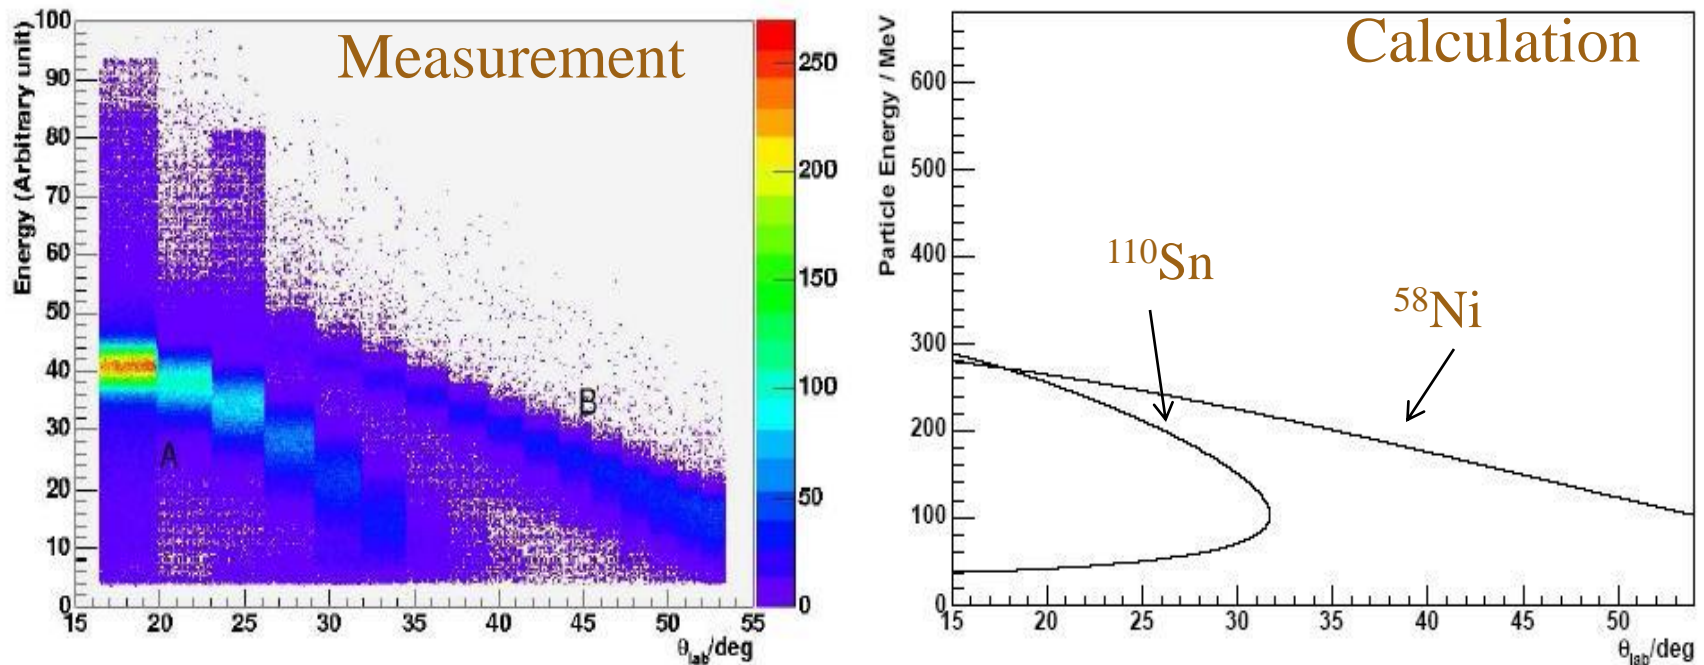 Measurement
Energy (Arbitrary unit)
100
90
80
70
60
50
40
30
20
10
0
A
B
15 20 25 30 35 40 45 50 55
θlab/deg
250
200
150
100
50
0
Calculation
Particle Energy / MeV
600
500
400
300
200
100
0
¹¹⁰Sn
⁵⁸Ni
15 20 25 30 35 40 45 50
θlab/deg